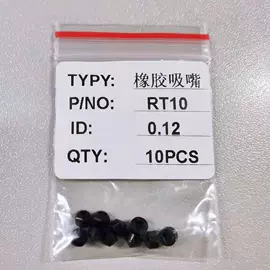 TYPY: 橡胶吸嘴
P/NO: RT10
ID: 0.12
QTY: 10PCS